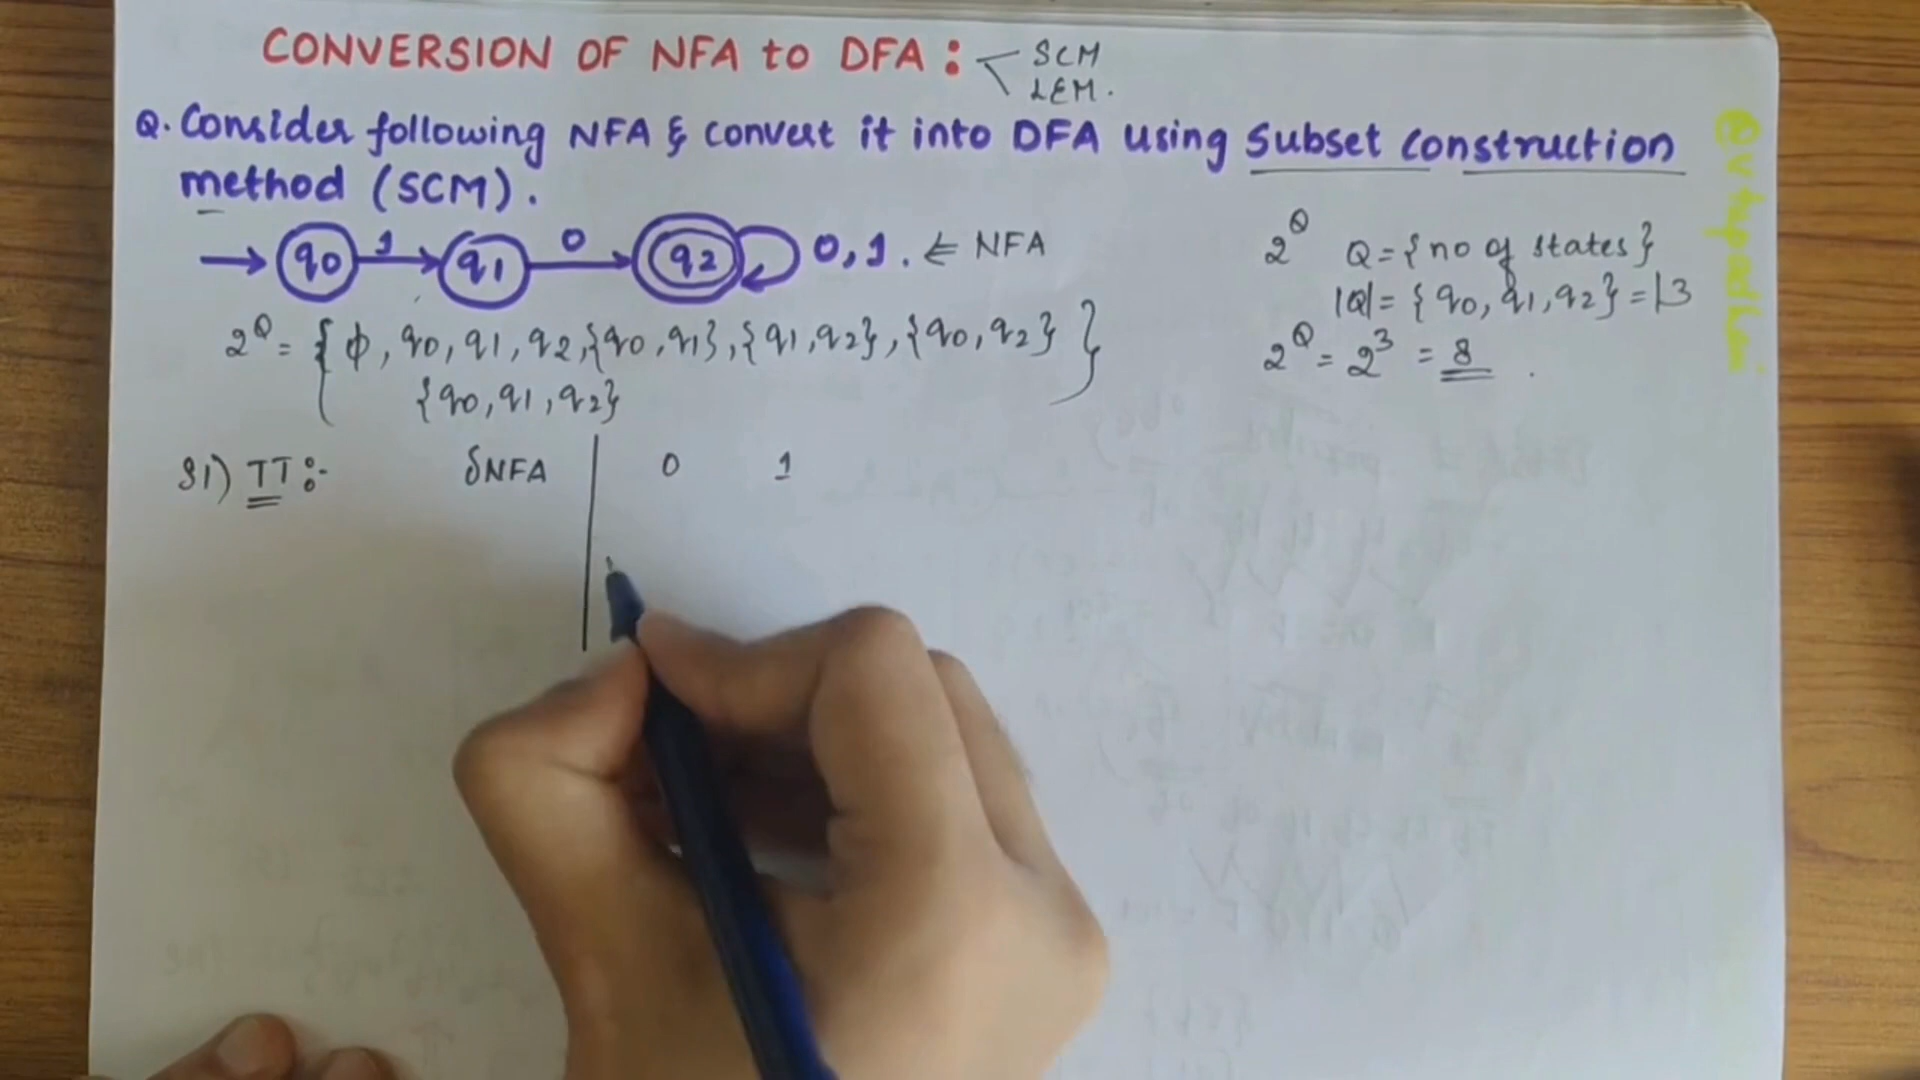 CONVERSION OF NFA to DFA : SCM
LEM.
Q. Consider following NFA & convert it into DFA using Subset construction
method (SCM).
q0 1 q1 0 q2 0,1. ⇐ NFA
2^Q Q = {no of states}
|Q| = {q0, q1, q2} = |3
2^Q = 2^3 = 8 .
2^Q = { ϕ, q0, q1, q2, {q0, q1}, {q1, q2}, {q0, q2} }
{q0, q1, q2}
S1) TT :- δNFA 0 1